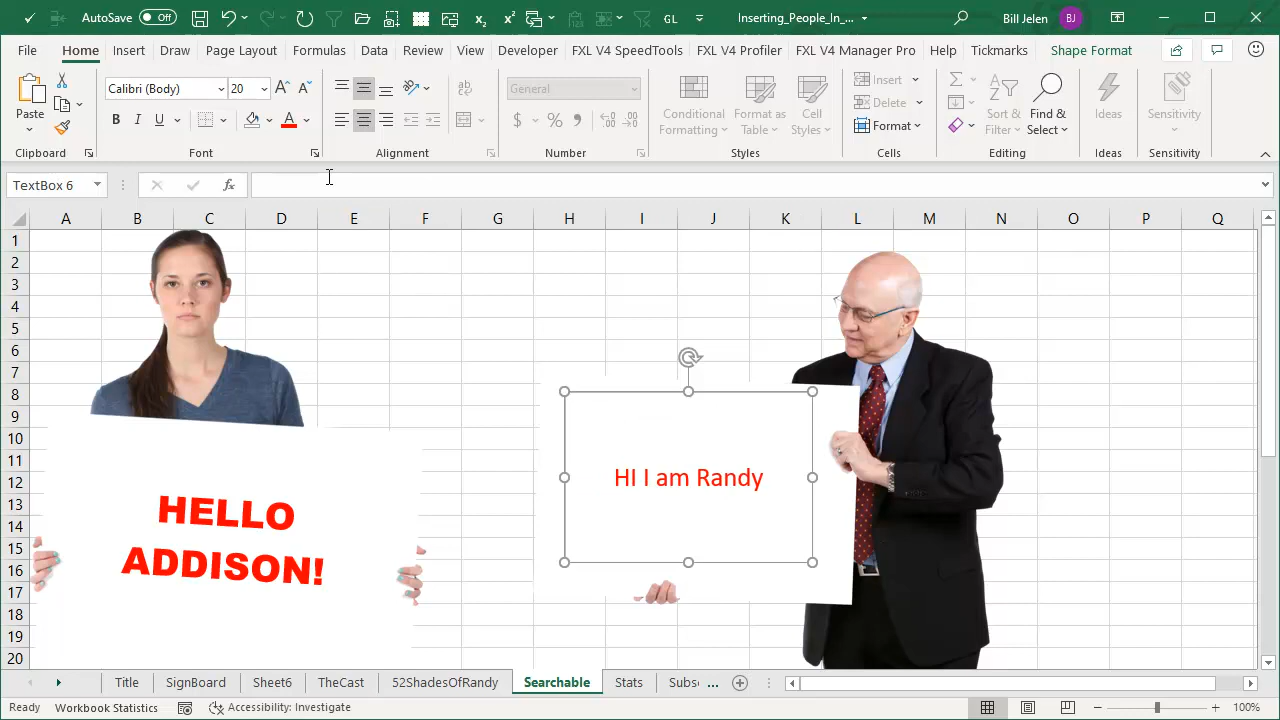 AutoSave Off
Inserting_People_In_...
Bill Jelen BJ
File Home Insert Draw Page Layout Formulas Data Review View Developer FXL V4 SpeedTools FXL V4 Profiler FXL V4 Manager Pro Help Tickmarks Shape Format
Paste
Calibri (Body) 20
B I U
General
$ % 9
Conditional Formatting
Format as Table
Cell Styles
Insert
Delete
Format
Sort & Filter
Find & Select
Ideas
Sensitivity
Clipboard Font Alignment Number Styles Cells Editing Ideas Sensitivity
TextBox 6 fx
A B C D E F G H I J K L M N O P Q
1
2
3
4
5
6
7
8
9
10
11
12
13
14
15
16
17
18
19
20
HELLO
ADDISON!
HI I am Randy
Title SignBoard Sheet6 TheCast 52ShadesOfRandy Searchable Stats Subsc ...
Ready Workbook Statistics Accessibility: Investigate 100%